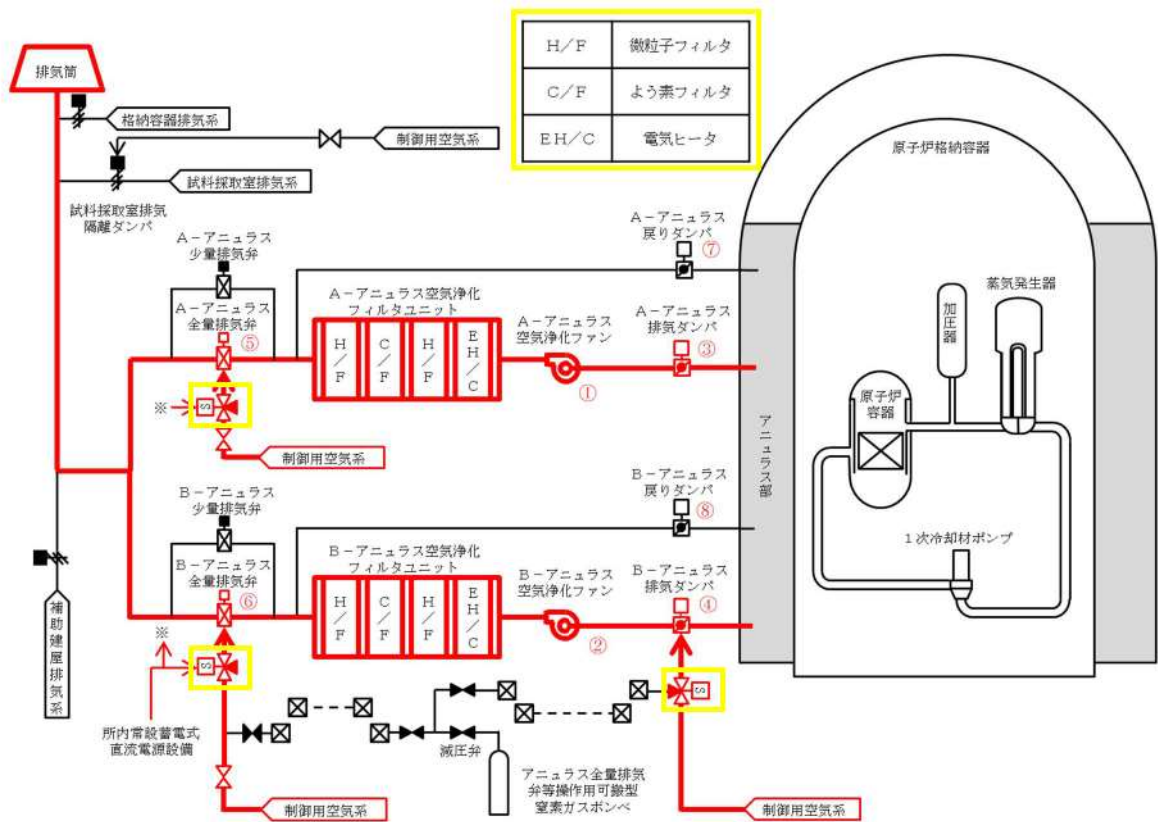 排気筒
格納容器排気系
制御用空気系
試料採取室排気系
試料採取室排気
隔離ダンパ
H/F 微粒子フィルタ
C/F よう素フィルタ
EH/C 電気ヒータ
原子炉格納容器
A-アニュラス
戻りダンパ
⑦
A-アニュラス
少量排気弁
A-アニュラス
全量排気弁
⑤
A-アニュラス空気浄化
フィルタユニット
H/F
C/F
H/F
EH/C
A-アニュラス
空気浄化ファン
①
A-アニュラス
排気ダンパ
③
蒸気発生器
加圧器
原子炉
容器
※
S
制御用空気系
アニュラス部
B-アニュラス
戻りダンパ
⑧
B-アニュラス
少量排気弁
B-アニュラス
全量排気弁
⑥
B-アニュラス空気浄化
フィルタユニット
H/F
C/F
H/F
EH/C
B-アニュラス
空気浄化ファン
②
B-アニュラス
排気ダンパ
④
1次冷却材ポンプ
補助建屋排気系
※
S
S
所内常設蓄電式
直流電源設備
減圧弁
アニュラス全量排気
弁等操作用可搬型
窒素ガスボンベ
制御用空気系
制御用空気系